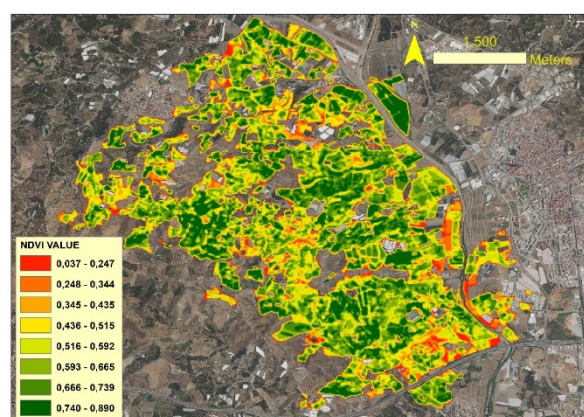 1.500
Meters
NDVI VALUE
0,037 - 0,247
0,248 - 0,344
0,345 - 0,435
0,436 - 0,515
0,516 - 0,592
0,593 - 0,665
0,666 - 0,739
0,740 - 0,890